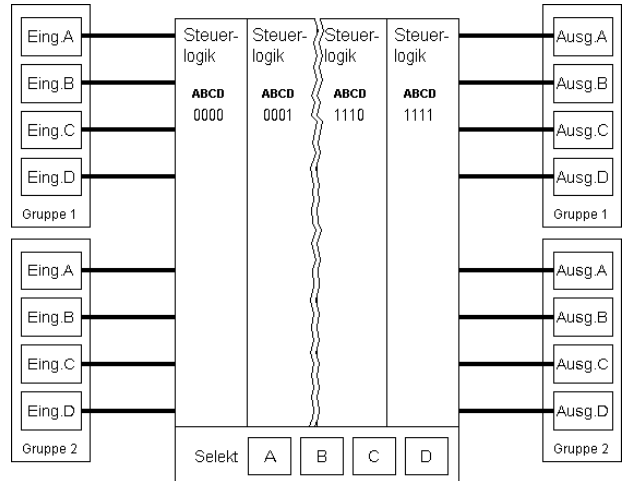 Eing.A
Eing.B
Eing.C
Eing.D
Gruppe 1
Eing.A
Eing.B
Eing.C
Eing.D
Gruppe 2
Steuer-
logik
ABCD
0000
Steuer-
logik
ABCD
0001
Steuer-
logik
ABCD
1110
Steuer-
logik
ABCD
1111
Selekt A B C D
Ausg.A
Ausg.B
Ausg.C
Ausg.D
Gruppe 1
Ausg.A
Ausg.B
Ausg.C
Ausg.D
Gruppe 2